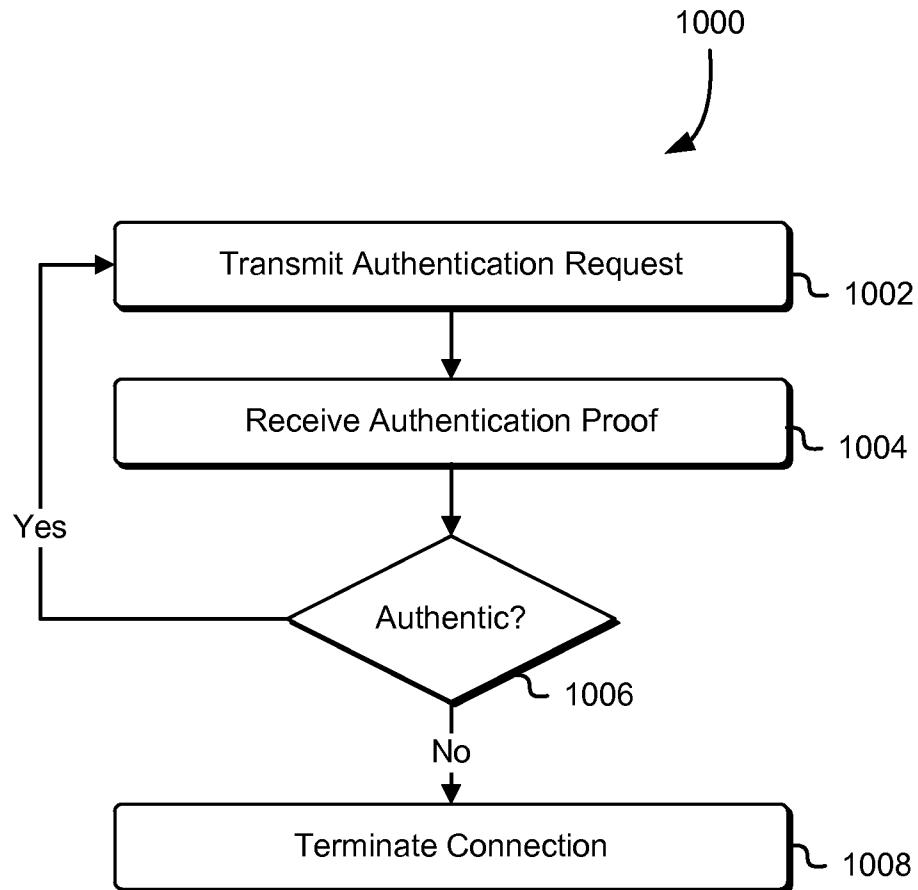 1000
Transmit Authentication Request
1002
Receive Authentication Proof
1004
Yes
Authentic?
1006
No
Terminate Connection
1008